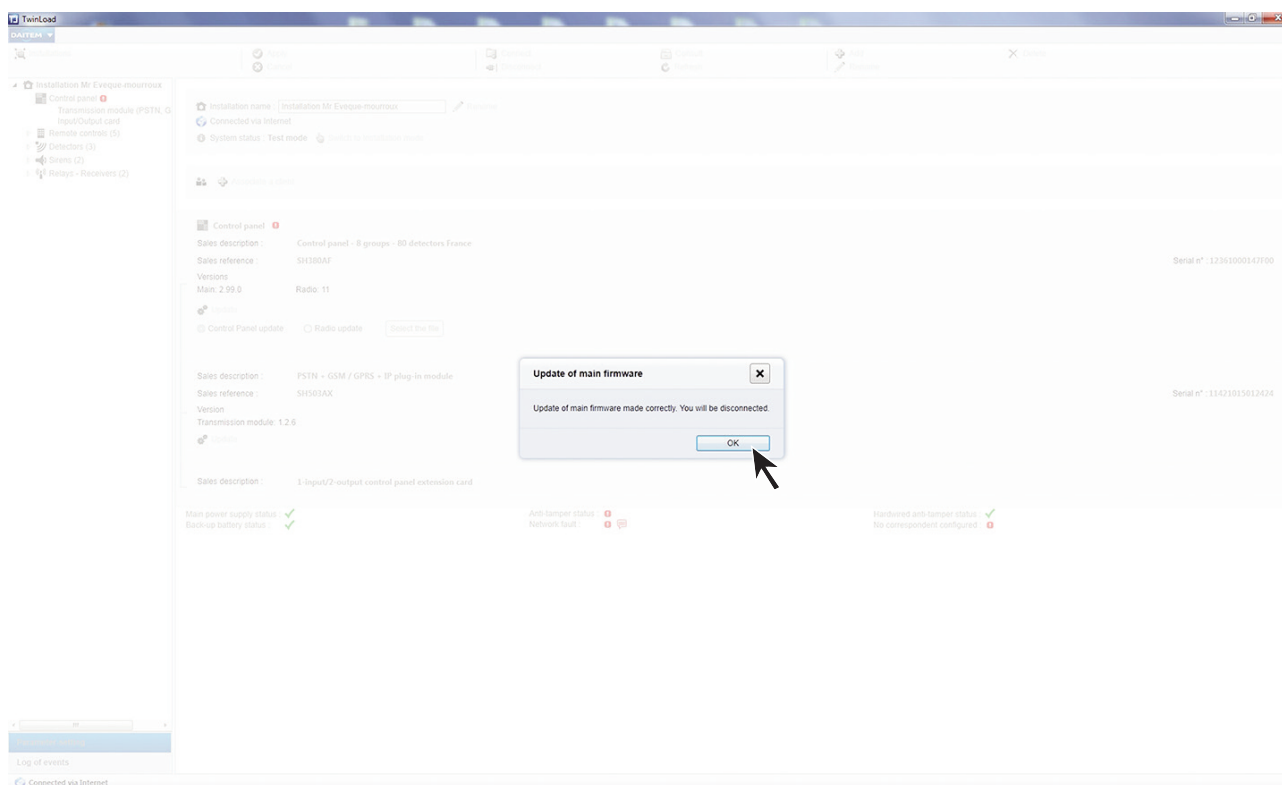 TwinLoad
DAITEM
Installation Mr Eveque-mourroux
Control panel
Transmission module (PSTN, G
Input/Output card
Remote controls (5)
Detectors (3)
Sirens (2)
Relays - Receivers (2)
Installation name : Installation Mr Eveque-mourroux
Connected via Internet
System status : Test mode
Control panel
Sales description : Control panel - 8 groups - 80 detectors France
Sales reference : SH380AF Serial n° : 12361000143F00
Versions
Main: 2.99.0 Radio: 11
Control Panel update Radio update Select the file
Sales description : PSTN + GSM / GPRS + IP plug-in module
Sales reference : SH503AX Serial n° : 11421015012424
Version
Transmission module: 1.2.6
Sales description : 1-input/2-output control panel extension card
Update of main firmware
Update of main firmware made correctly. You will be disconnected.
OK
Main power supply status : Anti-tamper status : Hardwired anti-tamper status :
Back-up battery status : Network fault : No correspondent configured :
Log of events
Connected via Internet